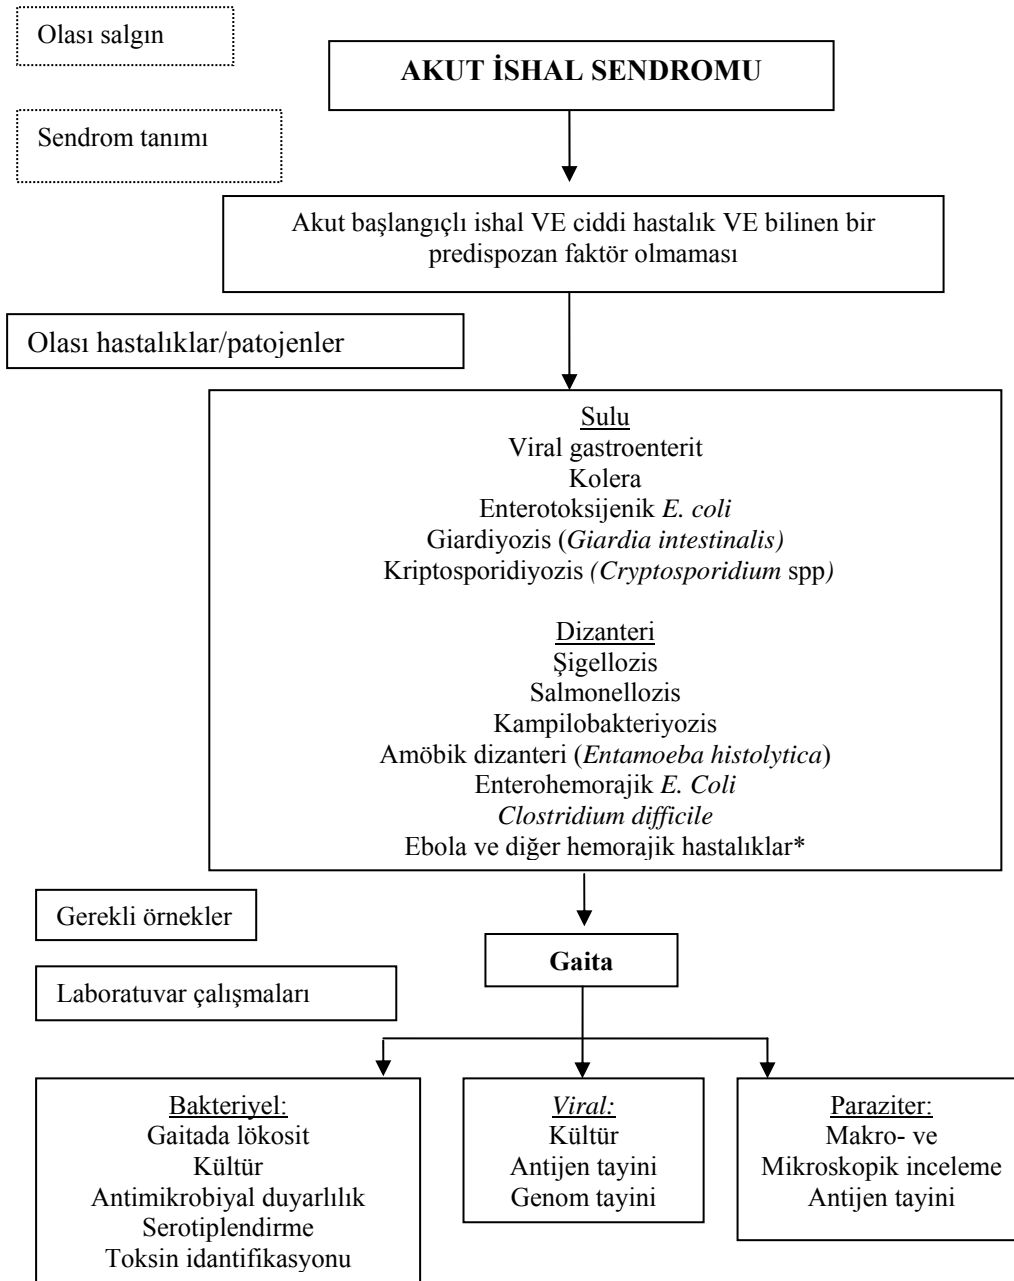 Olası salgın
AKUT İSHAL SENDROMU
Sendrom tanımı
Akut başlangıçlı ishal VE ciddi hastalık VE bilinen bir
predispozan faktör olmaması
Olası hastalıklar/patojenler
Sulu
Viral gastroenterit
Kolera
Enterotoksijenik E. coli
Giardiyozis (Giardia intestinalis)
Kriptosporidiyozis (Cryptosporidium spp)
Dizanteri
Şigellozis
Salmonellozis
Kampilobakteriyozis
Amöbik dizanteri (Entamoeba histolytica)
Enterohemorajik E. Coli
Clostridium difficile
Ebola ve diğer hemorajik hastalıklar*
Gerekli örnekler
Gaita
Laboratuvar çalışmaları
Bakteriyel:
Gaitada lökosit
Kültür
Antimikrobiyal duyarlılık
Serotiplendirme
Toksin idantifikasyonu
Viral:
Kültür
Antijen tayini
Genom tayini
Paraziter:
Makro- ve
Mikroskopik inceleme
Antijen tayini